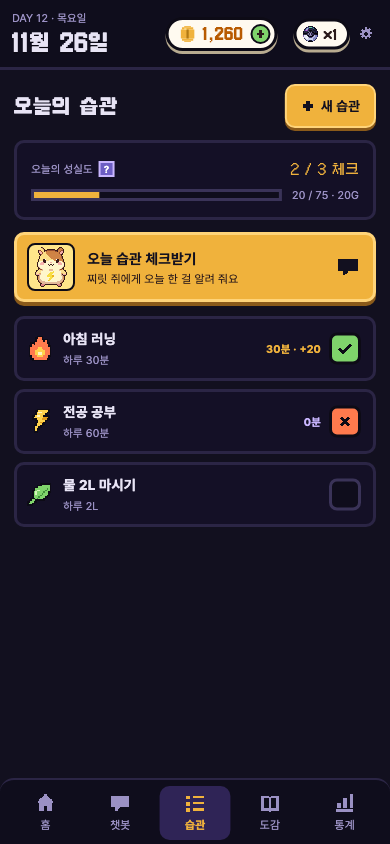 DAY 12 · 목요일
11월 26일
1,260
×1
오늘의 습관
새 습관
오늘의 성실도 ?
2 / 3 체크
20 / 75 · 20G
오늘 습관 체크받기
찌릿 쥐에게 오늘 한 걸 알려 줘요
아침 러닝
하루 30분
30분 · +20
전공 공부
하루 60분
0분
물 2L 마시기
하루 2L
홈
챗봇
습관
도감
통계